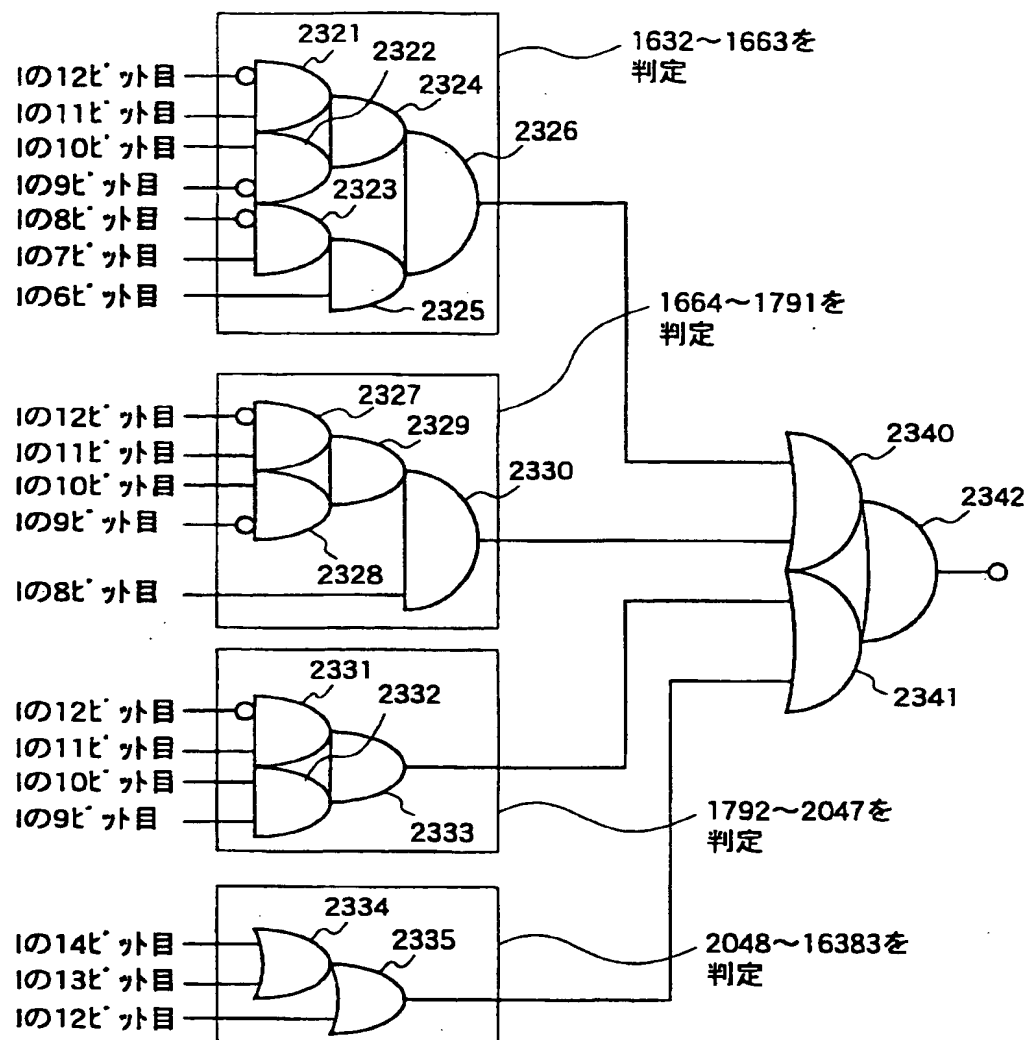 2321
2322
2324
2326
1632~1663を
判定
Iの12ビット目
Iの11ビット目
Iの10ビット目
Iの9ビット目
Iの8ビット目
Iの7ビット目
Iの6ビット目
2323
2325
1664~1791を
判定
2327
2329
2330
Iの12ビット目
Iの11ビット目
Iの10ビット目
Iの9ビット目
2328
Iの8ビット目
2340
2342
2341
2331
2332
Iの12ビット目
Iの11ビット目
Iの10ビット目
Iの9ビット目
2333
1792~2047を
判定
2334
2335
Iの14ビット目
Iの13ビット目
Iの12ビット目
2048~16383を
判定